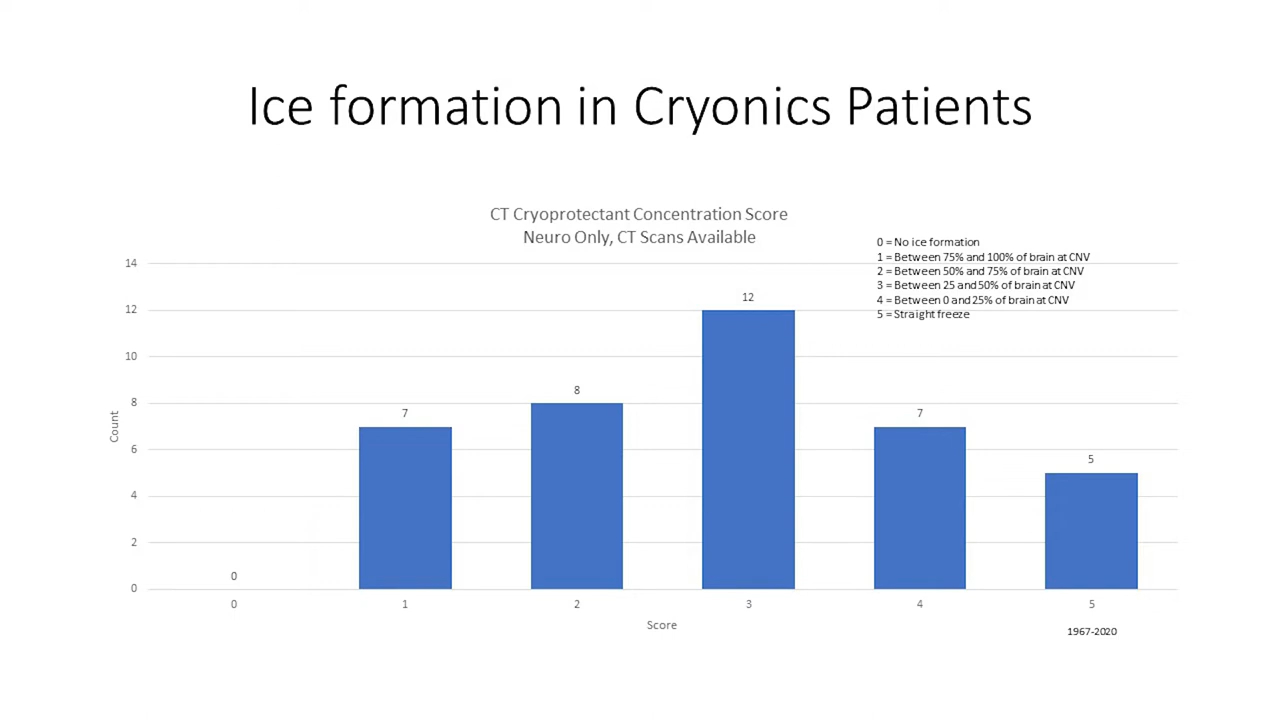 Ice formation in Cryonics Patients
CT Cryoprotectant Concentration Score
Neuro Only, CT Scans Available
0 = No ice formation
1 = Between 75% and 100% of brain at CNV
2 = Between 50% and 75% of brain at CNV
3 = Between 25 and 50% of brain at CNV
4 = Between 0 and 25% of brain at CNV
5 = Straight freeze
14
12
10
8
6
4
2
0
Count
0
7
8
12
7
5
0 1 2 3 4 5
Score
1967-2020